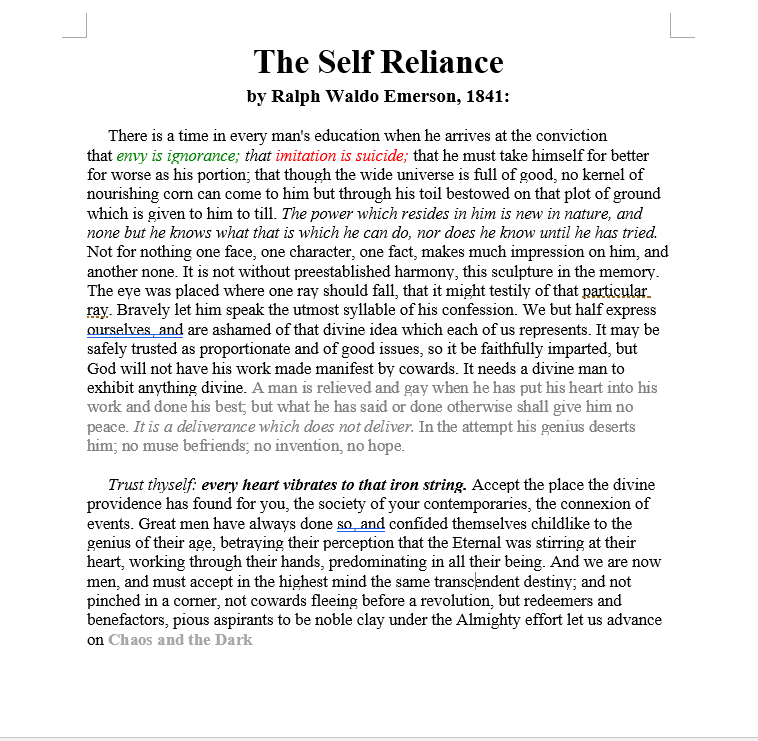 The Self Reliance
by Ralph Waldo Emerson, 1841:
There is a time in every man's education when he arrives at the conviction
that envy is ignorance; that imitation is suicide; that he must take himself for better
for worse as his portion; that though the wide universe is full of good, no kernel of
nourishing corn can come to him but through his toil bestowed on that plot of ground
which is given to him to till. The power which resides in him is new in nature, and
none but he knows what that is which he can do, nor does he know until he has tried.
Not for nothing one face, one character, one fact, makes much impression on him, and
another none. It is not without preestablished harmony, this sculpture in the memory.
The eye was placed where one ray should fall, that it might testily of that particular
ray. Bravely let him speak the utmost syllable of his confession. We but half express
ourselves, and are ashamed of that divine idea which each of us represents. It may be
safely trusted as proportionate and of good issues, so it be faithfully imparted, but
God will not have his work made manifest by cowards. It needs a divine man to
exhibit anything divine. A man is relieved and gay when he has put his heart into his
work and done his best; but what he has said or done otherwise shall give him no
peace. It is a deliverance which does not deliver. In the attempt his genius deserts
him; no muse befriends; no invention, no hope.
Trust thyself: every heart vibrates to that iron string. Accept the place the divine
providence has found for you, the society of your contemporaries, the connexion of
events. Great men have always done so, and confided themselves childlike to the
genius of their age, betraying their perception that the Eternal was stirring at their
heart, working through their hands, predominating in all their being. And we are now
men, and must accept in the highest mind the same transcendent destiny; and not
pinched in a corner, not cowards fleeing before a revolution, but redeemers and
benefactors, pious aspirants to be noble clay under the Almighty effort let us advance
on Chaos and the Dark